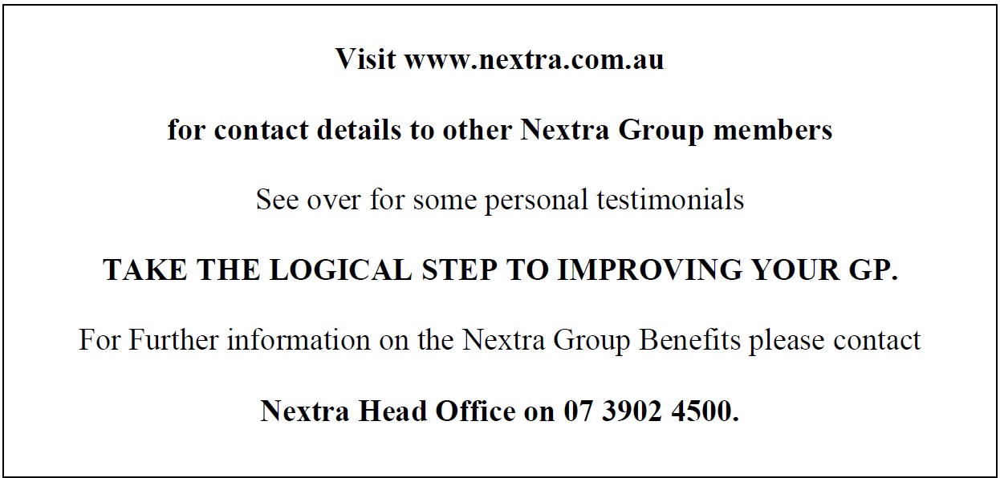 Visit www.nextra.com.au
for contact details to other Nextra Group members
See over for some personal testimonials
TAKE THE LOGICAL STEP TO IMPROVING YOUR GP.
For Further information on the Nextra Group Benefits please contact
Nextra Head Office on 07 3902 4500.